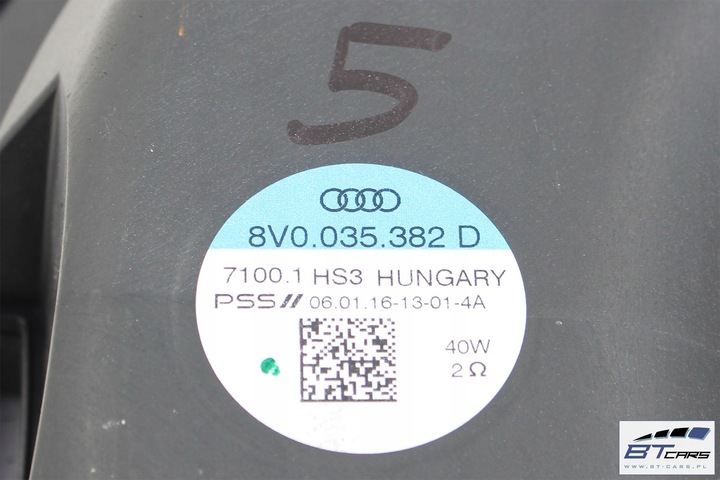 5
8V0.035.382 D
7100.1 HS3 HUNGARY
PSS// 06.01.16-13-01-4A
40W
2 Ω
BT CARS
WWW.BT-CARS.PL